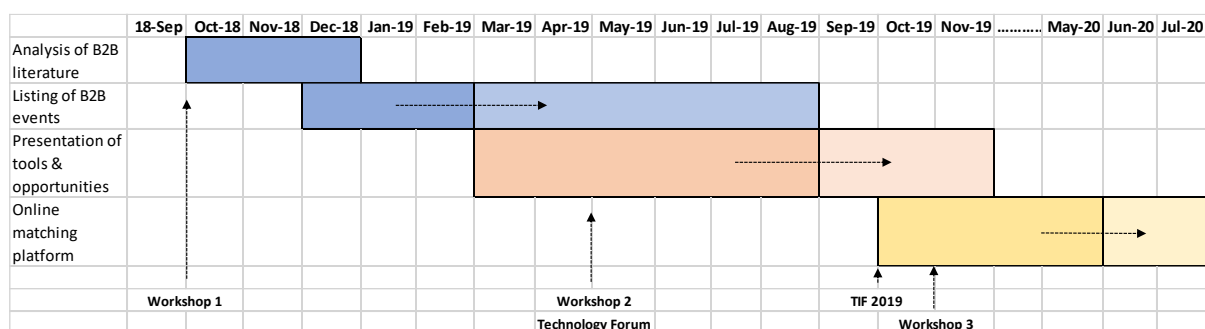 18-Sep Oct-18 Nov-18 Dec-18 Jan-19 Feb-19 Mar-19 Apr-19 May-19 Jun-19 Jul-19 Aug-19 Sep-19 Oct-19 Nov-19 ........... May-20 Jun-20 Jul-20
Analysis of B2B
literature
Listing of B2B
events
Presentation of
tools &
opportunities
Online
matching
platform
Workshop 1 Workshop 2 TIF 2019
Technology Forum Workshop 3